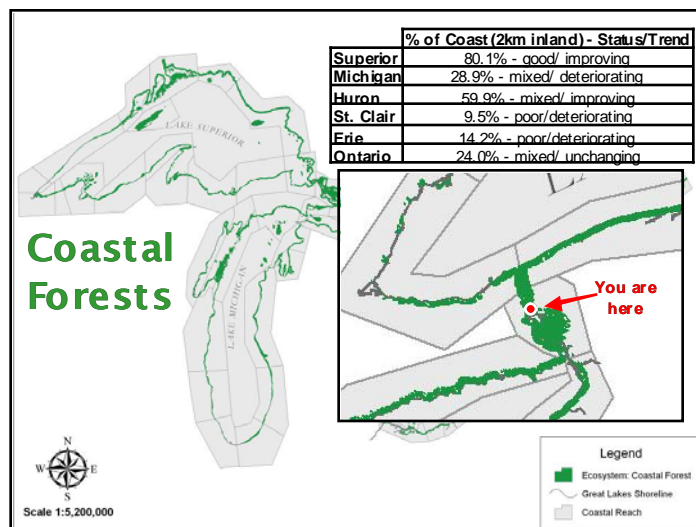 % of Coast (2km inland) - Status/Trend
Superior 80.1% - good/ improving
Michigan 28.9% - mixed/ deteriorating
Huron 59.9% - mixed/ improving
St. Clair 9.5% - poor/deteriorating
Erie 14.2% - poor/deteriorating
Ontario 24.0% - mixed/ unchanging
LAKE SUPERIOR
Coastal
Forests
LAKE MICHIGAN
You are
here
N
W E
S
Scale 1:5,200,000
Legend
Ecosystem: Coastal Forest
Great Lakes Shoreline
Coastal Reach